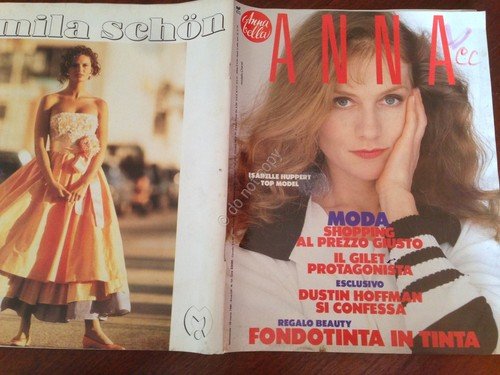 mila schön
Anna
bella
ANNA
ISABELLE HUPPERT
TOP MODEL
MODA
SHOPPING
AL PREZZO GIUSTO
IL GILET
PROTAGONISTA
ESCLUSIVO
DUSTIN HOFFMAN
SI CONFESSA
REGALO BEAUTY
FONDOTINTA IN TINTA
do not copy